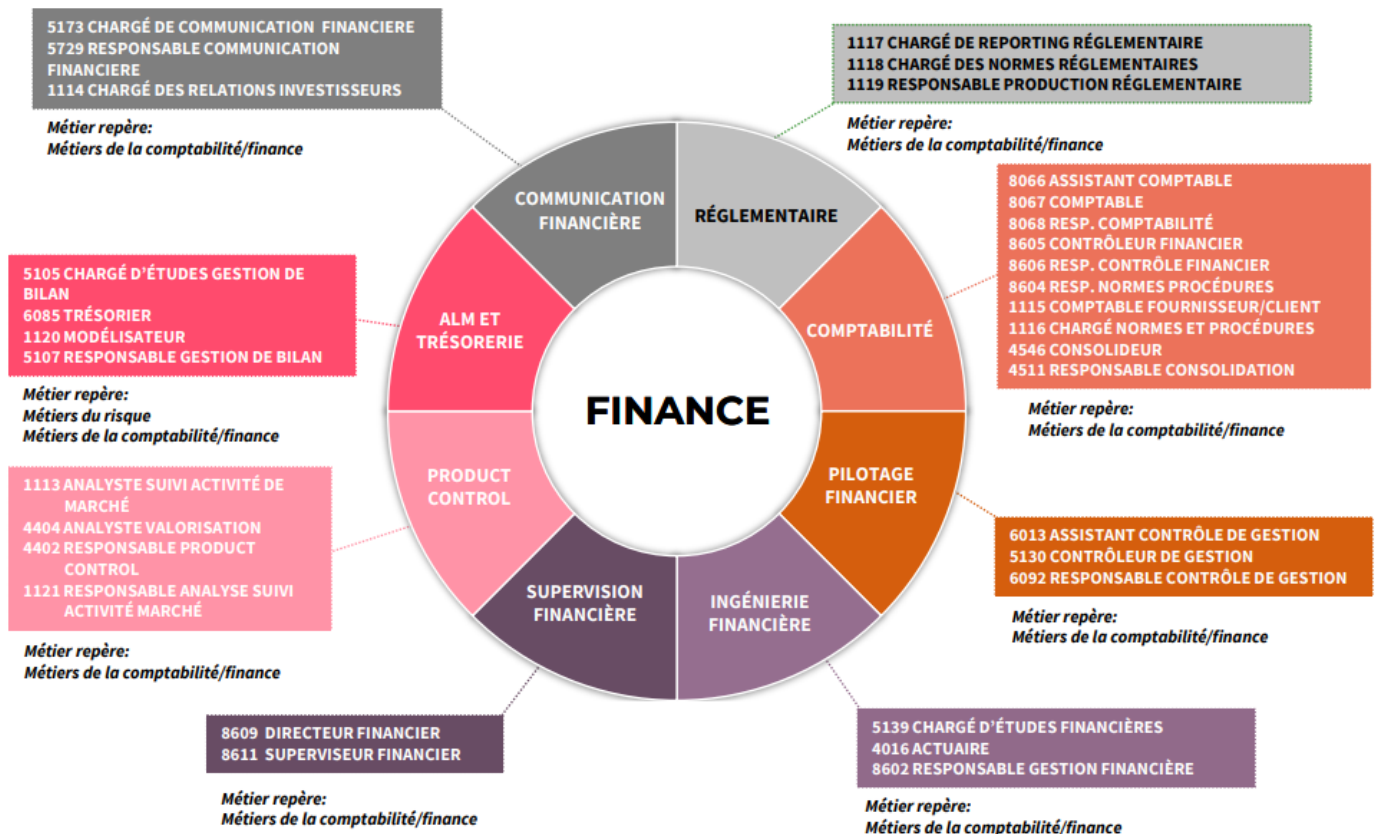 5173 CHARGÉ DE COMMUNICATION FINANCIERE
5729 RESPONSABLE COMMUNICATION
FINANCIERE
1114 CHARGÉ DES RELATIONS INVESTISSEURS
Métier repère:
Métiers de la comptabilité/finance
1117 CHARGÉ DE REPORTING RÉGLEMENTAIRE
1118 CHARGÉ DES NORMES RÉGLEMENTAIRES
1119 RESPONSABLE PRODUCTION RÉGLEMENTAIRE
Métier repère:
Métiers de la comptabilité/finance
8066 ASSISTANT COMPTABLE
8067 COMPTABLE
8068 RESP. COMPTABILITÉ
8605 CONTRÔLEUR FINANCIER
8606 RESP. CONTRÔLE FINANCIER
8604 RESP. NORMES PROCÉDURES
1115 COMPTABLE FOURNISSEUR/CLIENT
1116 CHARGÉ NORMES ET PROCÉDURES
4546 CONSOLIDEUR
4511 RESPONSABLE CONSOLIDATION
Métier repère:
Métiers de la comptabilité/finance
COMMUNICATION
FINANCIÈRE
RÉGLEMENTAIRE
ALM ET
TRÉSORERIE
COMPTABILITÉ
FINANCE
PRODUCT
CONTROL
PILOTAGE
FINANCIER
SUPERVISION
FINANCIÈRE
INGÉNIERIE
FINANCIÈRE
5105 CHARGÉ D'ÉTUDES GESTION DE
BILAN
6085 TRÉSORIER
1120 MODÉLISATEUR
5107 RESPONSABLE GESTION DE BILAN
Métier repère:
Métiers du risque
Métiers de la comptabilité/finance
1113 ANALYSTE SUIVI ACTIVITÉ DE
MARCHÉ
4404 ANALYSTE VALORISATION
4402 RESPONSABLE PRODUCT
CONTROL
1121 RESPONSABLE ANALYSE SUIVI
ACTIVITÉ MARCHÉ
Métier repère:
Métiers de la comptabilité/finance
6013 ASSISTANT CONTRÔLE DE GESTION
5130 CONTRÔLEUR DE GESTION
6092 RESPONSABLE CONTRÔLE DE GESTION
Métier repère:
Métiers de la comptabilité/finance
8609 DIRECTEUR FINANCIER
8611 SUPERVISEUR FINANCIER
Métier repère:
Métiers de la comptabilité/finance
5139 CHARGÉ D'ÉTUDES FINANCIÈRES
4016 ACTUAIRE
8602 RESPONSABLE GESTION FINANCIÈRE
Métier repère:
Métiers de la comptabilité/finance